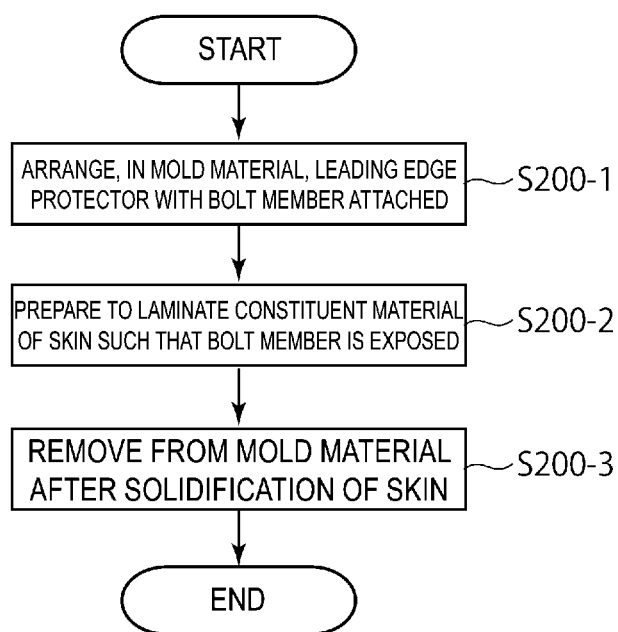 START
ARRANGE, IN MOLD MATERIAL, LEADING EDGE
PROTECTOR WITH BOLT MEMBER ATTACHED
S200-1
PREPARE TO LAMINATE CONSTITUENT MATERIAL
OF SKIN SUCH THAT BOLT MEMBER IS EXPOSED
S200-2
REMOVE FROM MOLD MATERIAL
AFTER SOLIDIFICATION OF SKIN
S200-3
END